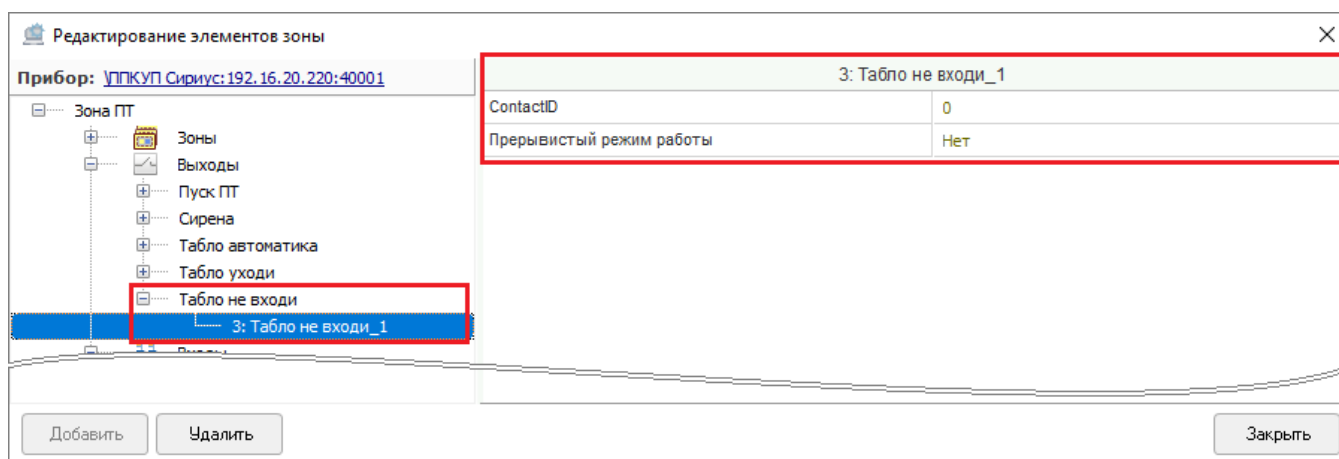 Редактирование элементов зоны
Прибор: \ППКУП Сириус:192.16.20.220:40001
3: Табло не входи_1
ContactID 0
Прерывистый режим работы Нет
Зона ПТ
Зоны
Выходы
Пуск ПТ
Сирена
Табло автоматика
Табло уходи
Табло не входи
3: Табло не входи_1
Добавить Удалить Закрыть